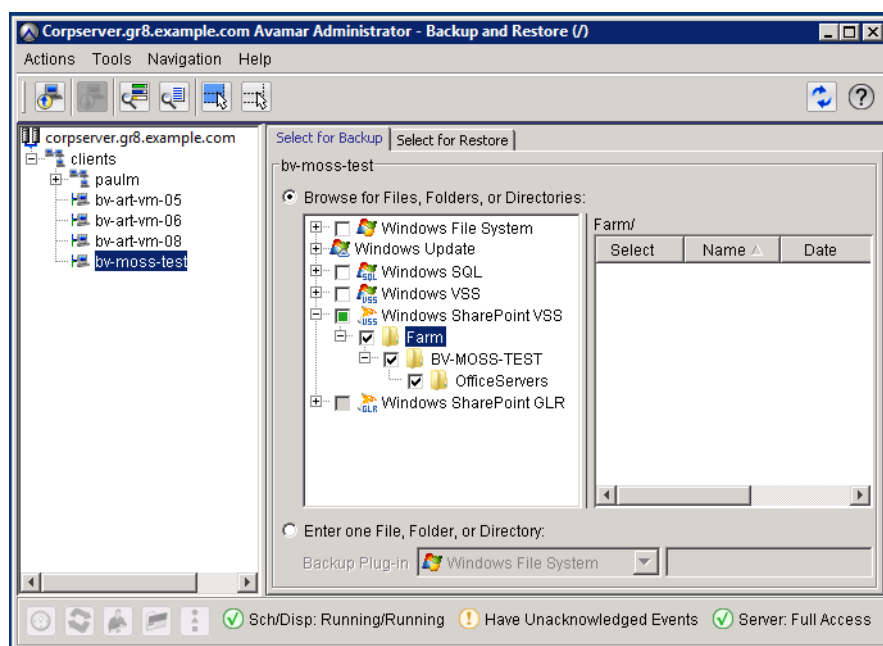 Corpserver.gr8.example.com Avamar Administrator - Backup and Restore (/)
Actions Tools Navigation Help
corpserver.gr8.example.com
clients
paulm
bv-art-vm-05
bv-art-vm-06
bv-art-vm-08
bv-moss-test
Select for Backup Select for Restore
bv-moss-test
Browse for Files, Folders, or Directories:
Windows File System
Windows Update
SQL Windows SQL
VSS Windows VSS
VSS Windows SharePoint VSS
Farm
BV-MOSS-TEST
OfficeServers
GLR Windows SharePoint GLR
Farm/
Select Name Date
Enter one File, Folder, or Directory:
Backup Plug-in Windows File System
Sch/Disp: Running/Running Have Unacknowledged Events Server: Full Access